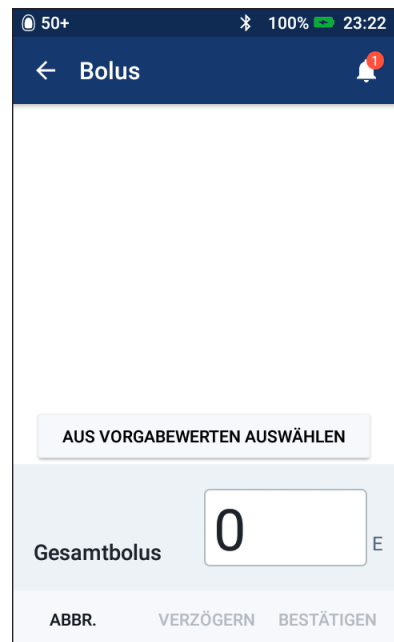 50+ 100% 23:22
Bolus 1
AUS VORGABEWERTEN AUSWÄHLEN
Gesamtbolus 0 E
ABBR. VERZÖGERN BESTÄTIGEN